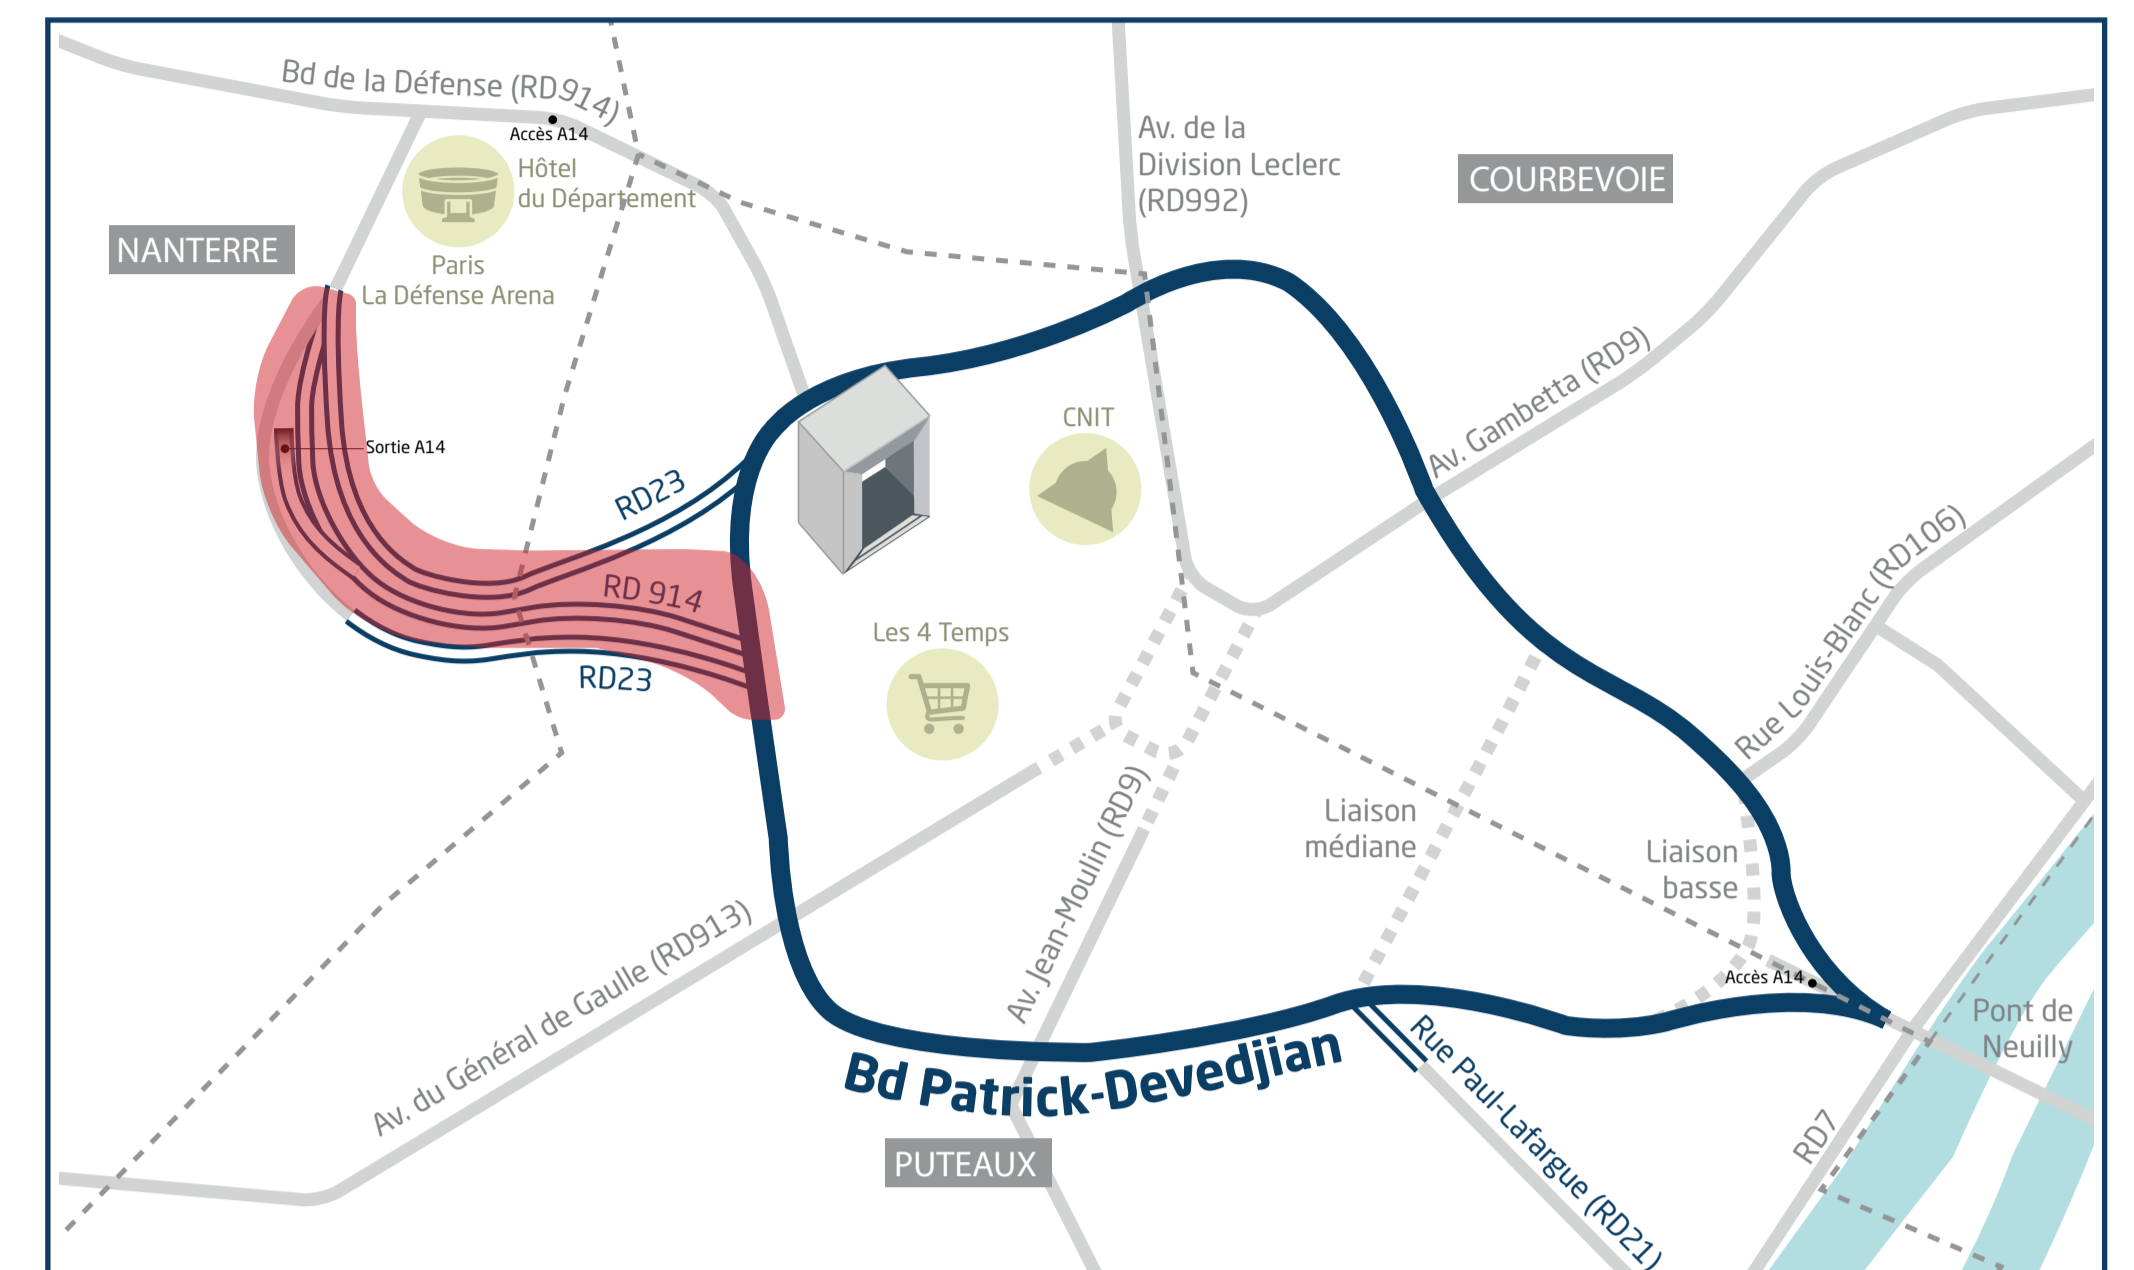 Bd de la Défense (RD914)
Accès A14
Hôtel
du Département
Av. de la
Division Leclerc
(RD992)
COURBEVOIE
NANTERRE
Paris
La Défense Arena
Av. Gambetta (RD9)
CNIT
Sortie A14
RD23
Rue Louis-Blanc (RD106)
RD 914
Les 4 Temps
RD23
Liaison
médiane
Liaison
basse
Av. Jean-Moulin (RD9)
Av. du Général de Gaulle (RD913)
Accès A14
Pont de
Neuilly
Bd Patrick-Devedjian
Rue Paul-Lafargue (RD21)
RD7
PUTEAUX